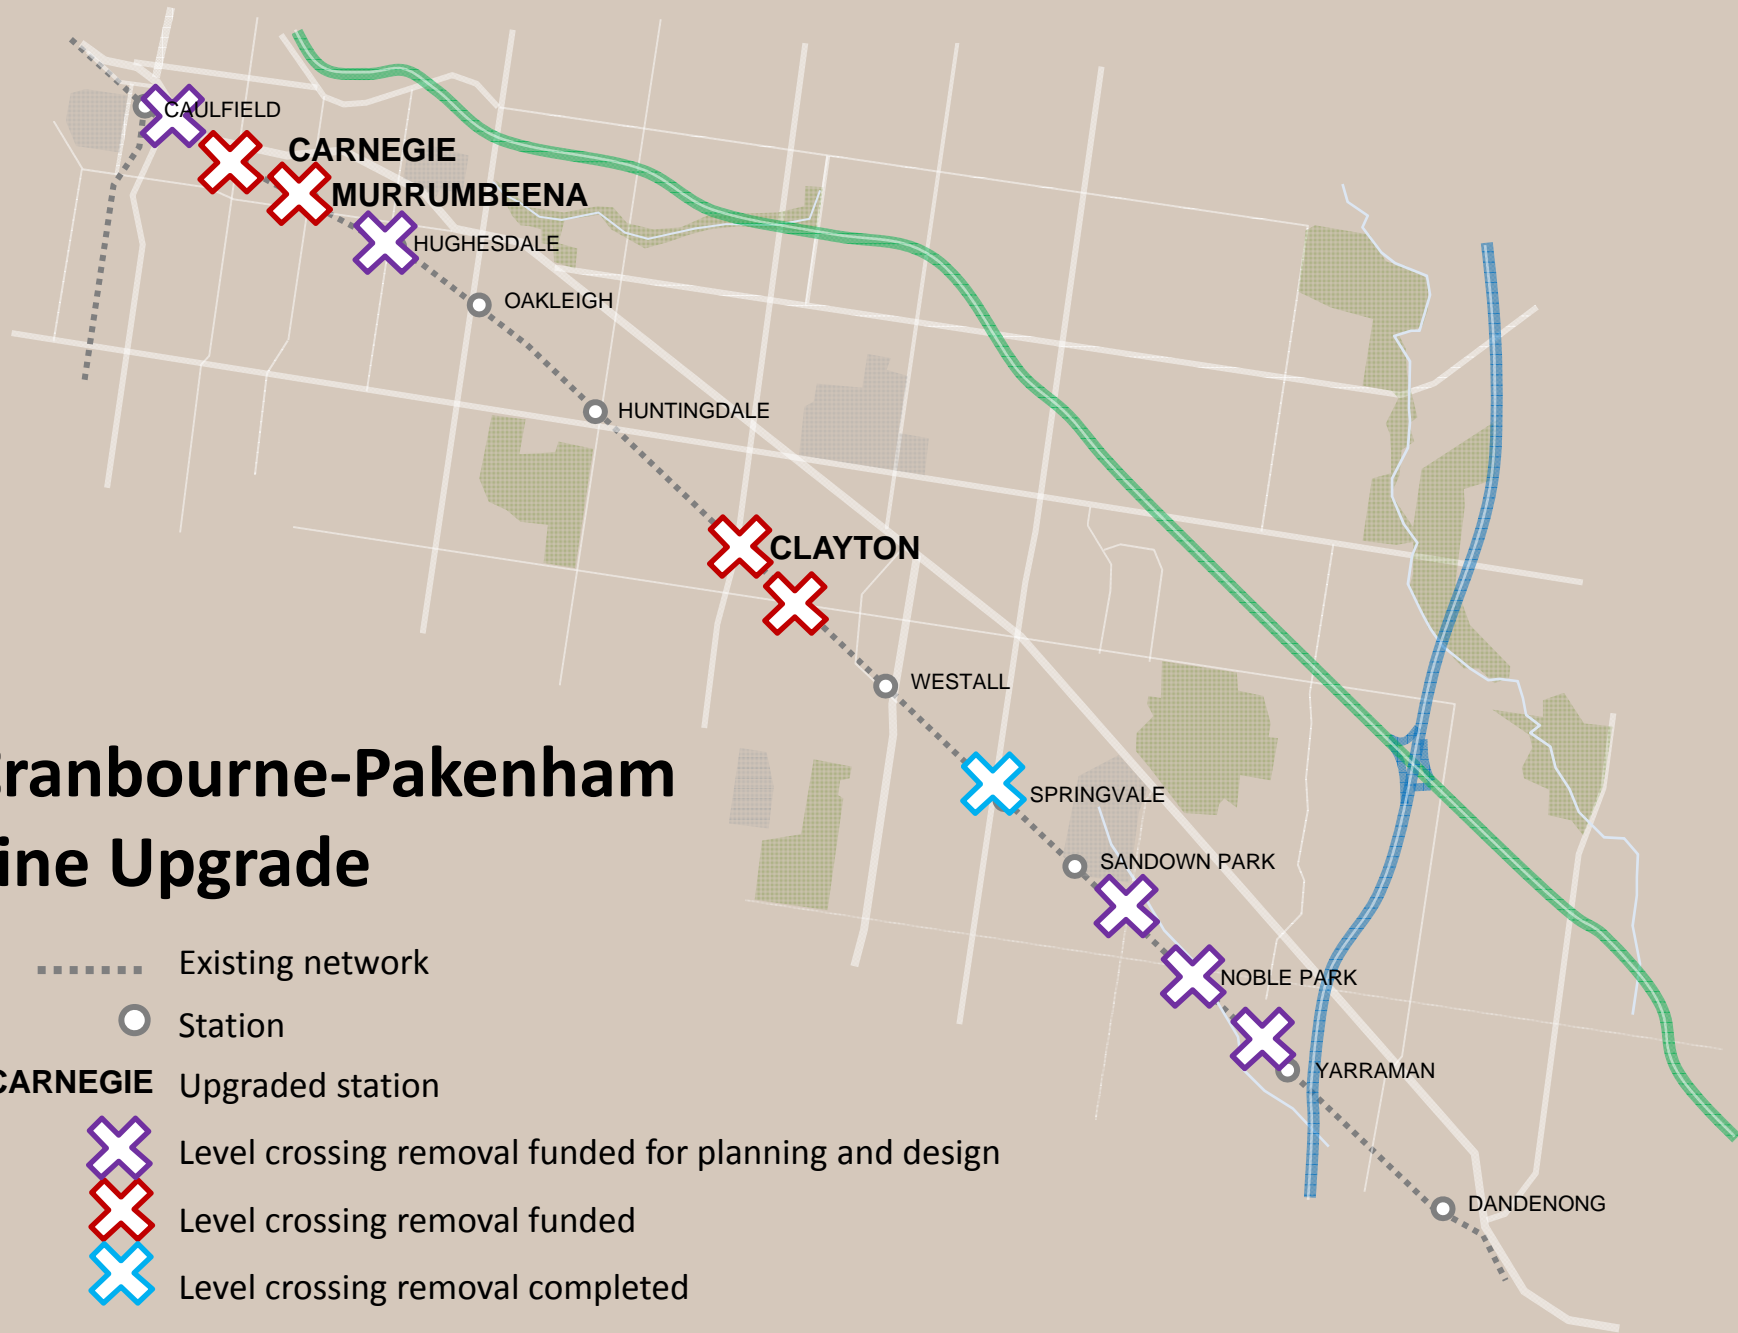 CAULFIELD
CARNEGIE
MURRUMBEENA
HUGHESDALE
OAKLEIGH
HUNTINGDALE
CLAYTON
WESTALL
SPRINGVALE
SANDOWN PARK
NOBLE PARK
YARRAMAN
DANDENONG
Cranbourne-Pakenham
ine Upgrade
Existing network
Station
CARNEGIE Upgraded station
Level crossing removal funded for planning and design
Level crossing removal funded
Level crossing removal completed